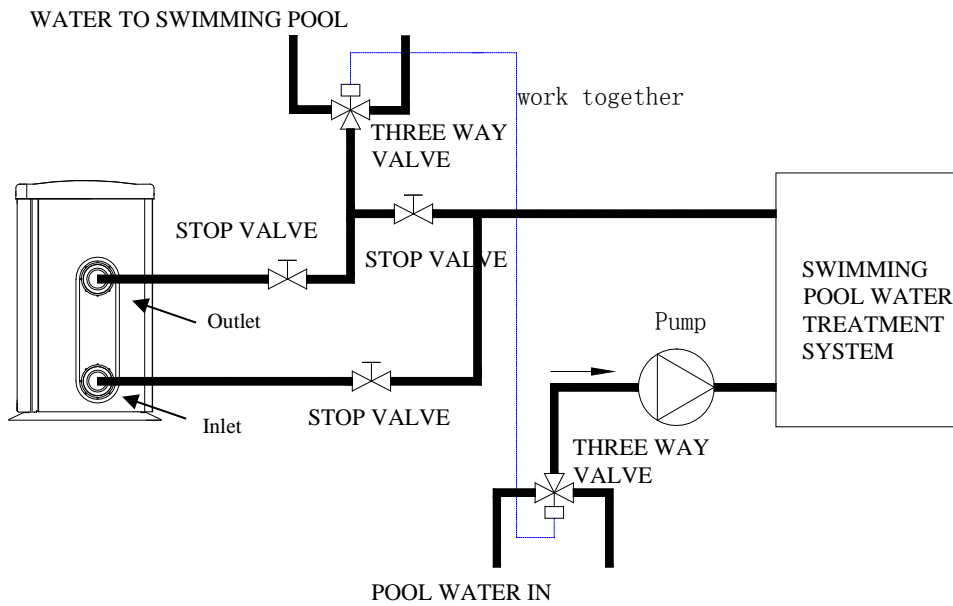 WATER TO SWIMMING POOL
work together
THREE WAY
VALVE
STOP VALVE
STOP VALVE
SWIMMING
POOL WATER
TREATMENT
SYSTEM
Outlet
Pump
Inlet
STOP VALVE
THREE WAY
VALVE
POOL WATER IN